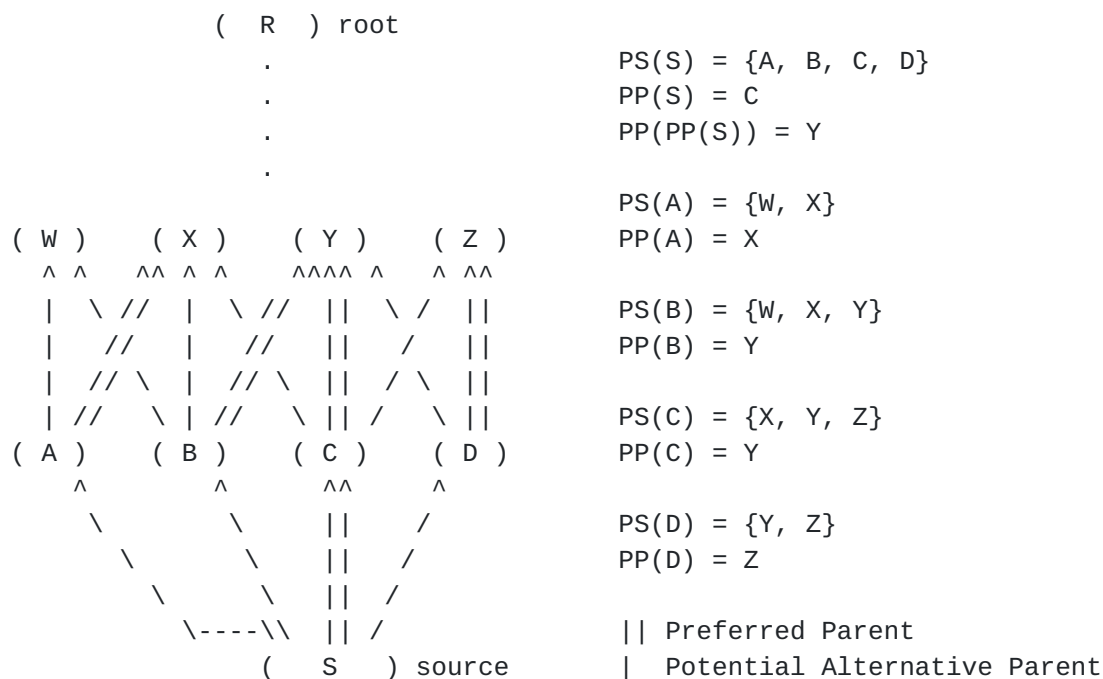 ( R ) root
.
PS(S) = {A, B, C, D}
.
PP(S) = C
.
PP(PP(S)) = Y
.
PS(A) = {W, X}
( W ) ( X ) ( Y ) ( Z ) PP(A) = X
^ ^ ^^ ^ ^ ^^^^ ^ ^ ^^
| \ // | \ // || \ / || PS(B) = {W, X, Y}
| // | // || / || PP(B) = Y
| // \ | // \ || / \ ||
| // \ | // \ || / \ || PS(C) = {X, Y, Z}
( A ) ( B ) ( C ) ( D ) PP(C) = Y
^ ^ ^^ ^
\ \ || / PS(D) = {Y, Z}
\ \ || / PP(D) = Z
\ \ || /
\----\\ || / || Preferred Parent
( S ) source | Potential Alternative Parent